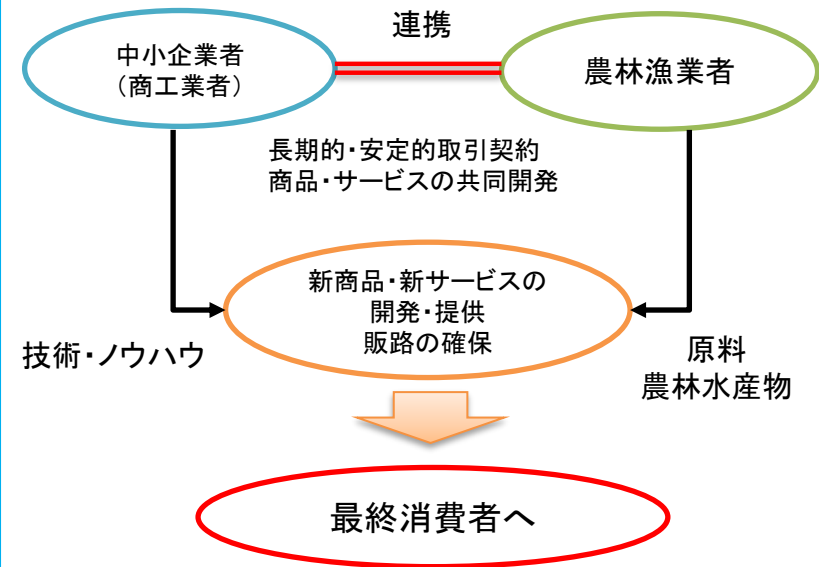 連携
中小企業者
（商工業者）
農林漁業者
長期的・安定的取引契約
商品・サービスの共同開発
新商品・新サービスの
開発・提供
販路の確保
技術・ノウハウ
原料
農林水産物
最終消費者へ